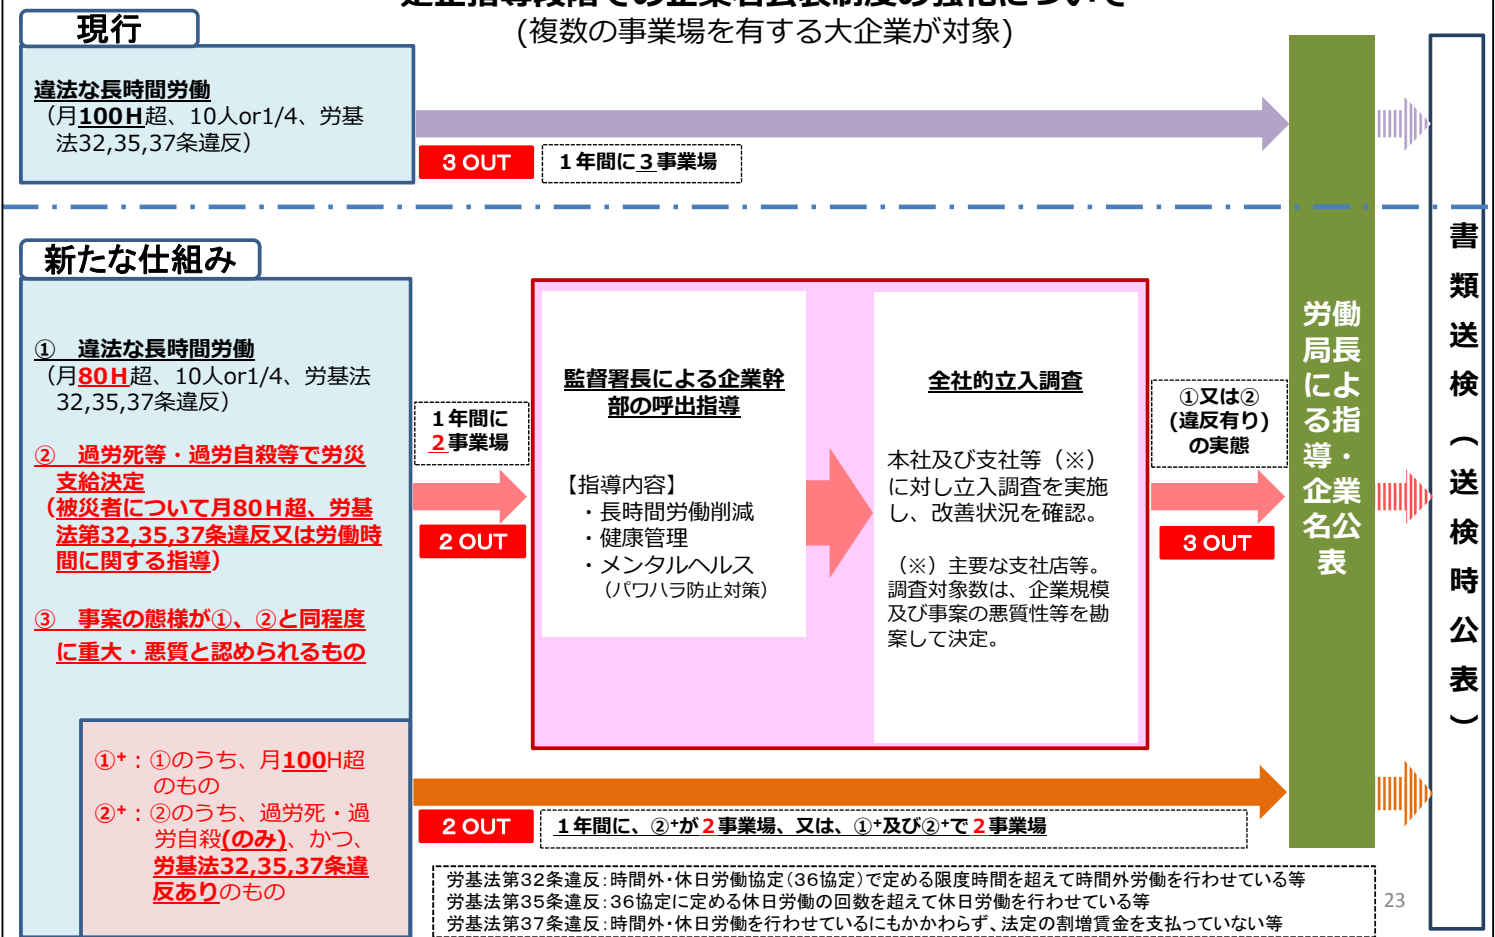 (複数の事業場を有する大企業が対象)
現行
違法な長時間労働
（月100H超、10人or1/4、労基
法32,35,37条違反）
３OUT
１年間に３事業場
新たな仕組み
①　違法な長時間労働
（月80H超、10人or1/4、労基法
32,35,37条違反）
②　過労死等・過労自殺等で労災
支給決定
（被災者について月80H超、労基
法第32,35,37条違反又は労働時
間に関する指導）
③　事案の態様が①、②と同程度
に重大・悪質と認められるもの
①⁺：①のうち、月100H超
のもの
②⁺：②のうち、過労死・過
労自殺(のみ)、かつ、
労基法32,35,37条違
反ありのもの
１年間に
２事業場
２OUT
監督署長による企業幹
部の呼出指導
【指導内容】
・長時間労働削減
・健康管理
・メンタルヘルス
（パワハラ防止対策）
全社的立入調査
本社及び支社等（※）
に対し立入調査を実施
し、改善状況を確認。
（※）主要な支社店等。
調査対象数は、企業規模
及び事案の悪質性等を勘
案して決定。
①又は②
(違反有り)
の実態
３OUT
２OUT
１年間に、②⁺が２事業場、又は、①⁺及び②⁺で２事業場
労働
局長
によ
る指
導・
企業
名公
表
書類送検（送検時公表）
労基法第32条違反：時間外・休日労働協定（36協定）で定める限度時間を超えて時間外労働を行わせている等
労基法第35条違反：36協定に定める休日労働の回数を超えて休日労働を行わせている等
労基法第37条違反：時間外・休日労働を行わせているにもかかわらず、法定の割増賃金を支払っていない等
23